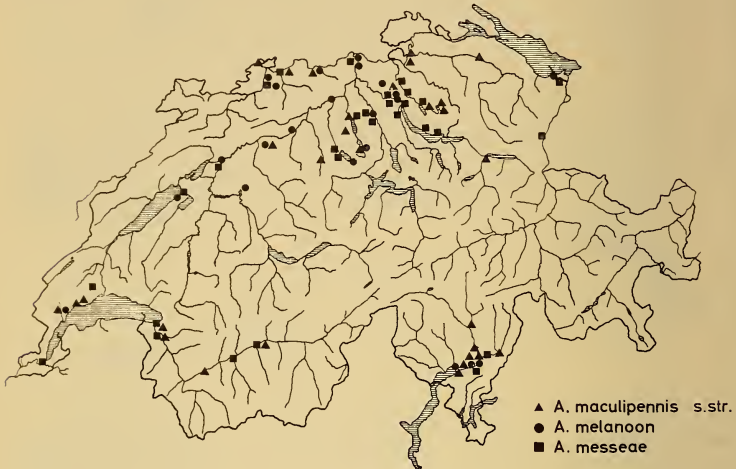 ▲ A. maculipennis s.str.
● A. melanoon
■ A. messeae